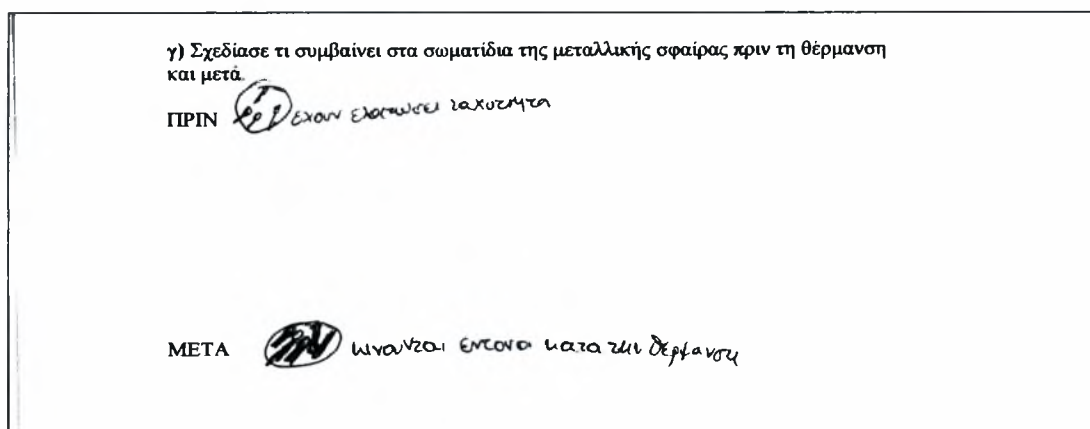 γ) Σχεδίασε τι συμβαίνει στα σωματίδια της μεταλλικής σφαίρας πριν τη θέρμανση
και μετά.
ΠΡΙΝ έχουν ελαττώσει ταχύτητα
ΜΕΤΑ κινούνται έντονα κατα την θέρμανση